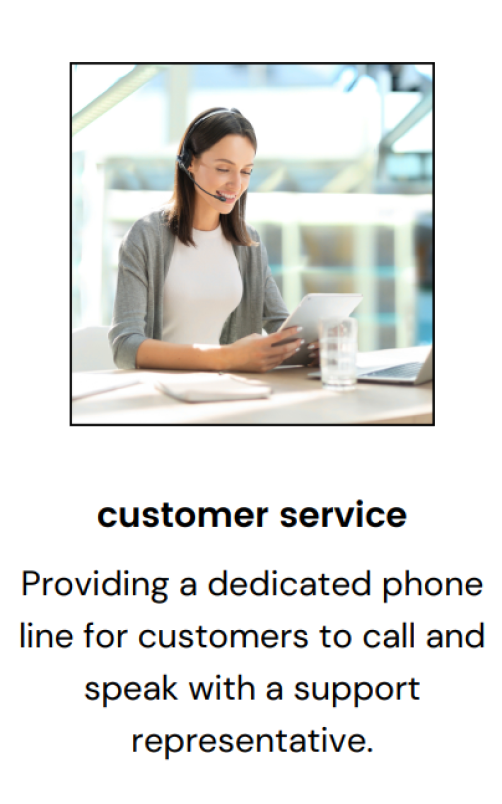 customer service
Providing a dedicated phone
line for customers to call and
speak with a support
representative.